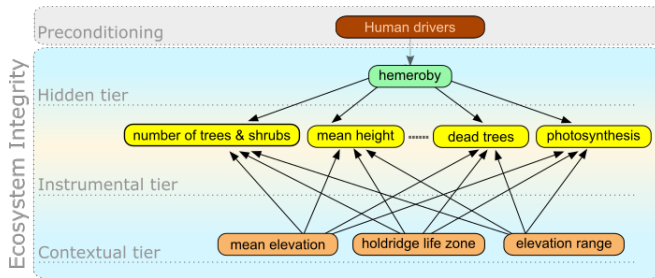 Preconditioning
Human drivers
Ecosystem Integrity
hemeroby
Hidden tier
number of trees & shrubs
mean height
......
dead trees
photosynthesis
Instrumental tier
mean elevation
holdridge life zone
elevation range
Contextual tier